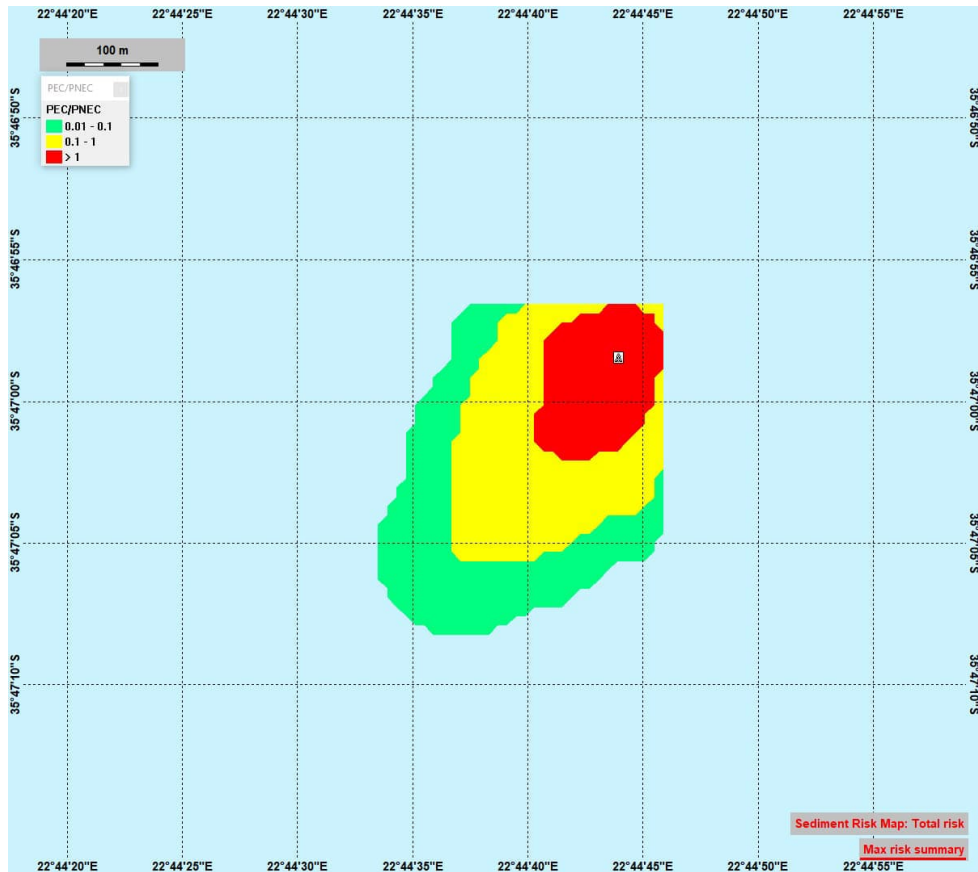 22°44'20"E 22°44'25"E 22°44'30"E 22°44'35"E 22°44'40"E 22°44'45"E 22°44'50"E 22°44'55"E
100 m
PEC/PNEC
PEC/PNEC
0.01 - 0.1
0.1 - 1
> 1
35°46'50"S 35°46'50"S
35°46'55"S 35°46'55"S
35°47'00"S 35°47'00"S
35°47'05"S 35°47'05"S
35°47'10"S 35°47'10"S
Sediment Risk Map: Total risk
Max risk summary
22°44'20"E 22°44'25"E 22°44'30"E 22°44'35"E 22°44'40"E 22°44'45"E 22°44'50"E 22°44'55"E